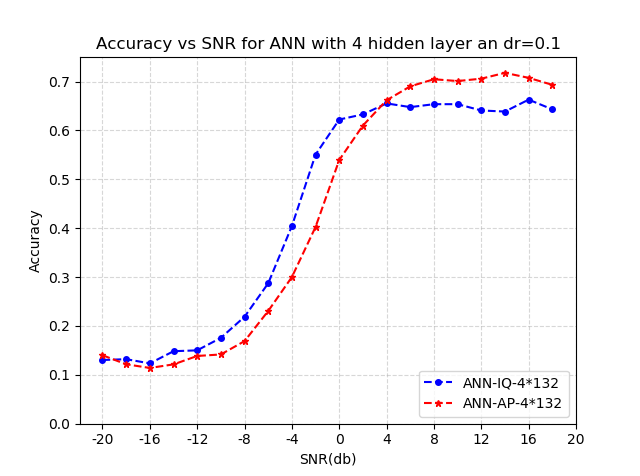 Accuracy vs SNR for ANN with 4 hidden layer an dr=0.1
0.7
0.6
0.5
0.4
0.3
0.2
0.1
0.0
Accuracy
ANN-IQ-4*132
ANN-AP-4*132
-20 -16 -12 -8 -4 0 4 8 12 16 20
SNR(db)